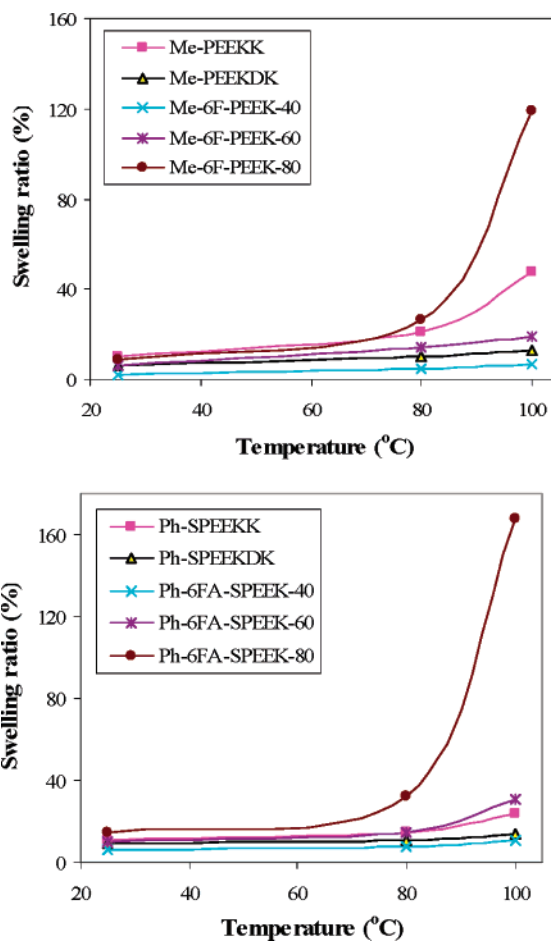 160
120
80
40
0
Swelling ratio (%)
Me-PEEKK
Me-PEEKDK
Me-6F-PEEK-40
Me-6F-PEEK-60
Me-6F-PEEK-80
20 40 60 80 100
Temperature (°C)
160
120
80
40
0
Swelling ratio (%)
Ph-SPEEKK
Ph-SPEEKDK
Ph-6FA-SPEEK-40
Ph-6FA-SPEEK-60
Ph-6FA-SPEEK-80
20 40 60 80 100
Temperature (°C)